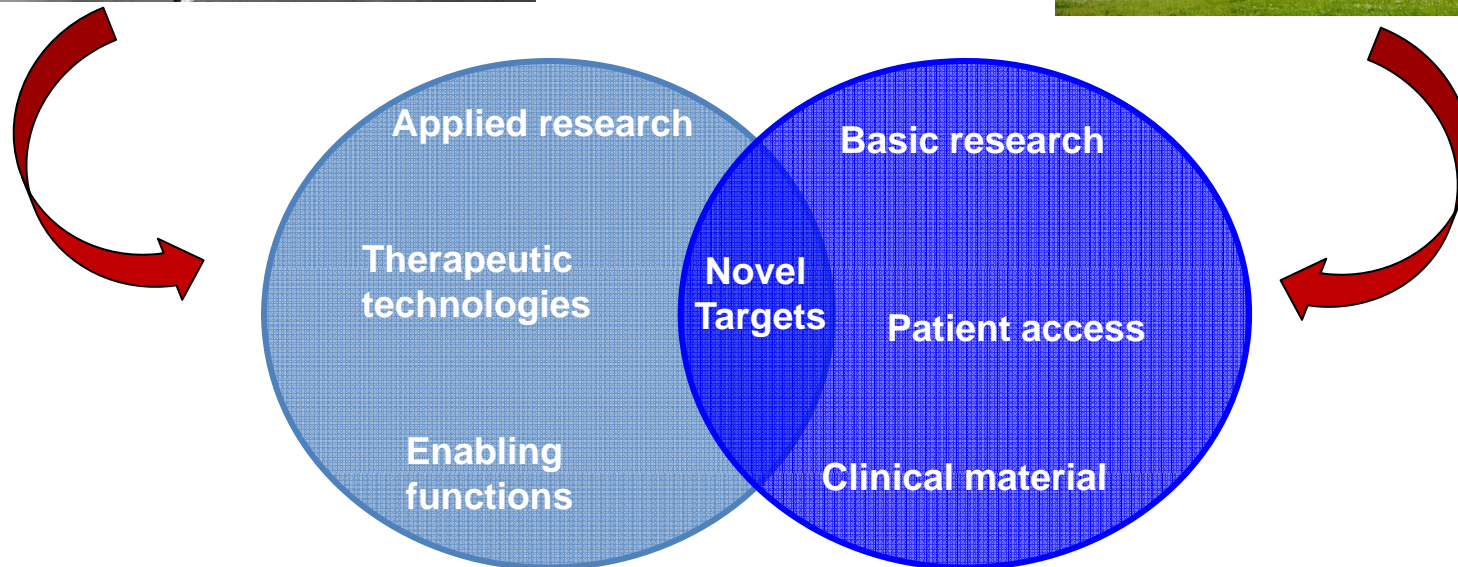 Applied research
Therapeutic
technologies
Enabling
functions
Novel
Targets
Basic research
Patient access
Clinical material